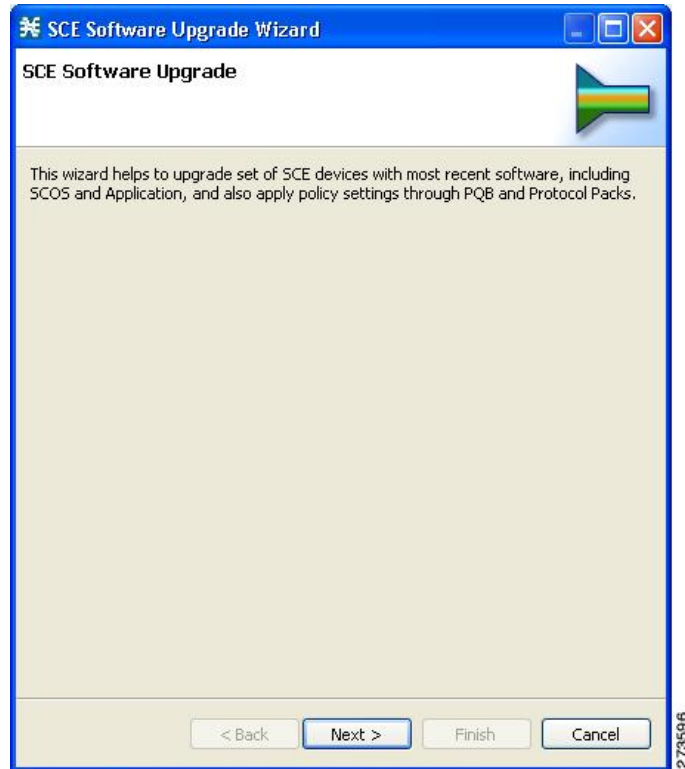 SCE Software Upgrade Wizard
SCE Software Upgrade
This wizard helps to upgrade set of SCE devices with most recent software, including
SCOS and Application, and also apply policy settings through PQB and Protocol Packs.
< Back
Next >
Finish
Cancel
273596